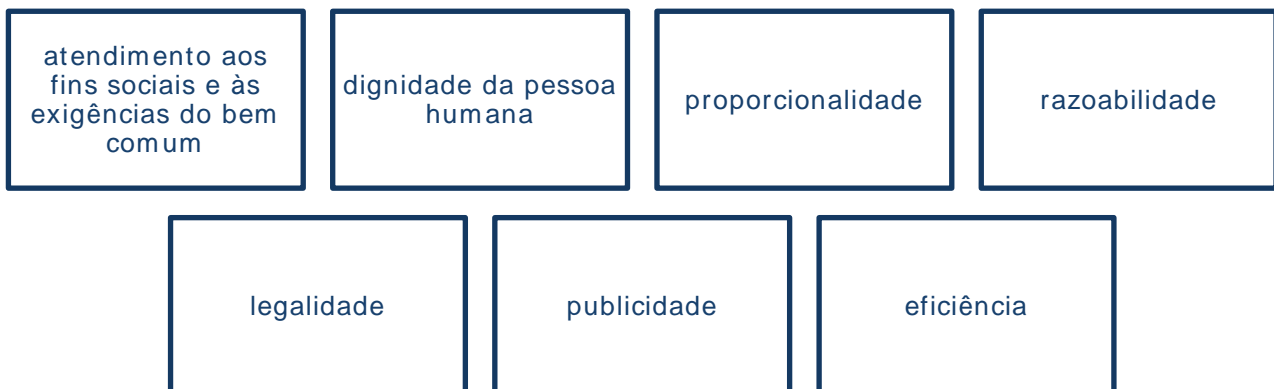 atendimento aos
fins sociais e às
exigências do bem
comum
dignidade da pessoa
humana
proporcionalidade
razoabilidade
legalidade
publicidade
eficiência